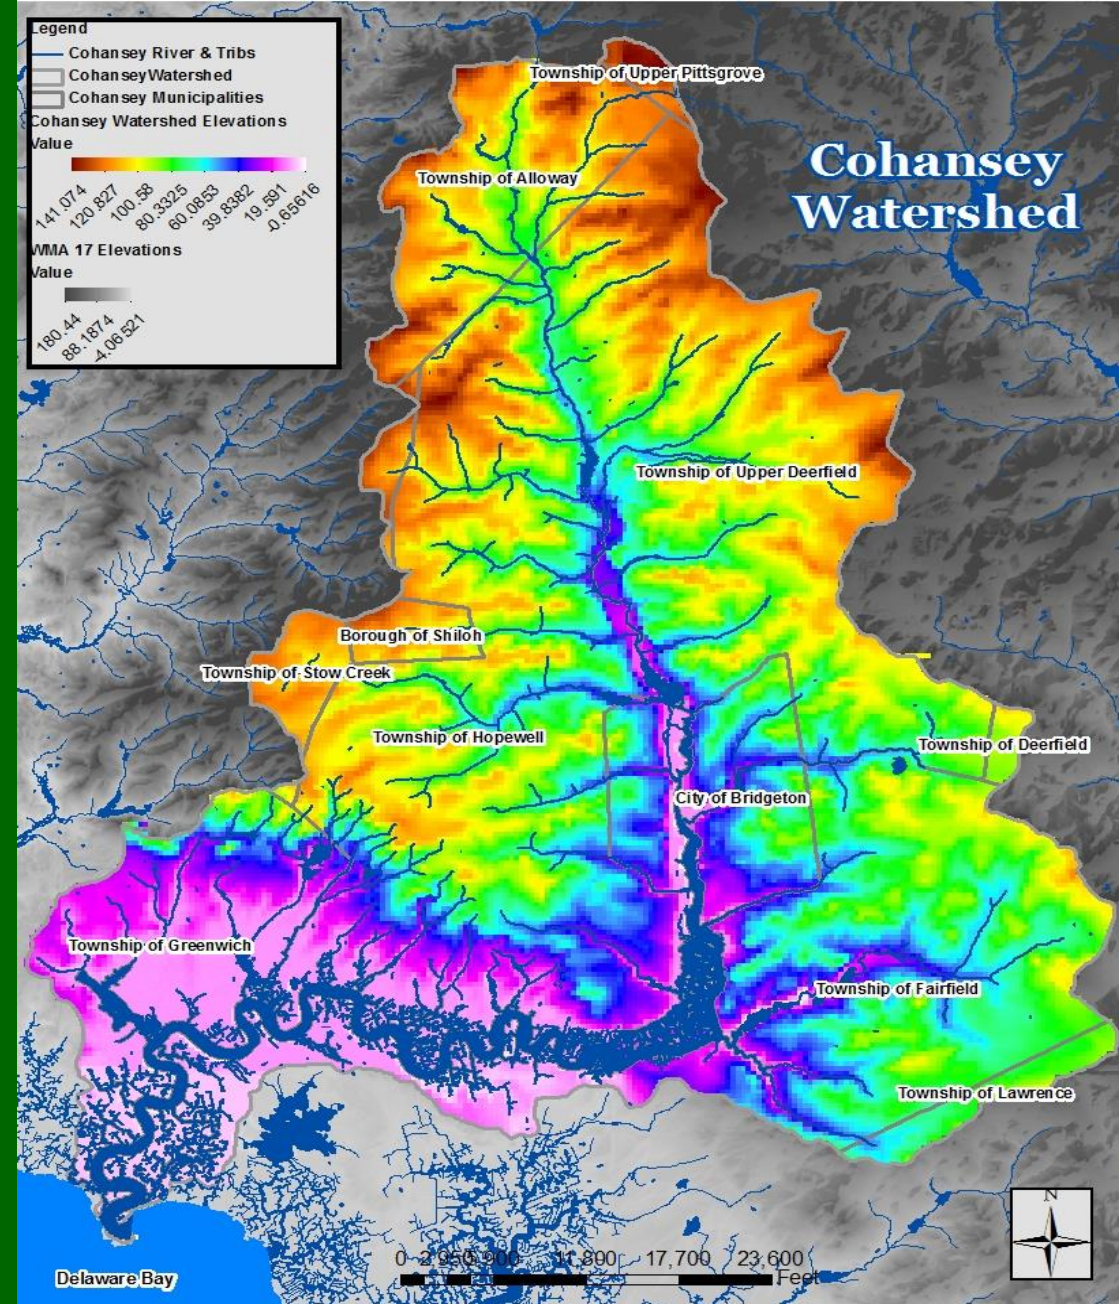 Legend
Cohansey River & Tribs
CohanseyWatershed
Cohansey Municipalities
Cohansey Watershed Elevations
Value
141.074
120.827
100.58
80.3325
60.0853
39.8382
19.591
-0.65616
WMA 17 Elevations
Value
180.44
88.1874
-4.06521
Cohansey
Watershed
Township of Upper Pittsgrove
Township of Alloway
Township of Upper Deerfield
Borough of Shiloh
Township of Stow Creek
Township of Hopewell
Township of Deerfield
City of Bridgeton
Township of Greenwich
Township of Fairfield
Township of Lawrence
Delaware Bay
0 2,950 5,900 11,800 17,700 23,600
Feet
N